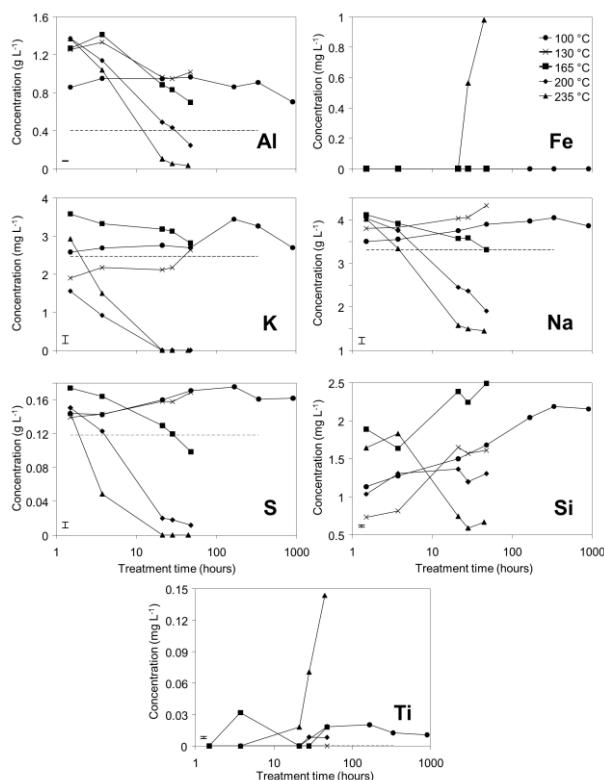 Concentration (g L-1)
1.6
1.2
0.8
0.4
0
Al
Concentration (mg L-1)
1
0.8
0.6
0.4
0.2
0
Fe
100 °C
130 °C
165 °C
200 °C
235 °C
Concentration (mg L-1)
4
3
2
1
0
K
Concentration (g L-1)
4
3
2
1
Na
Concentration (mg L-1)
0.16
0.12
0.08
0.04
0
S
1 10 100 1000
Treatment time (hours)
Concentration (mg L-1)
2.5
2
1.5
1
0.5
Si
1 10 100 1000
Treatment time (hours)
Concentration (mg L-1)
0.15
0.12
0.09
0.06
0.03
0
Ti
1 10 100 1000
Treatment time (hours)